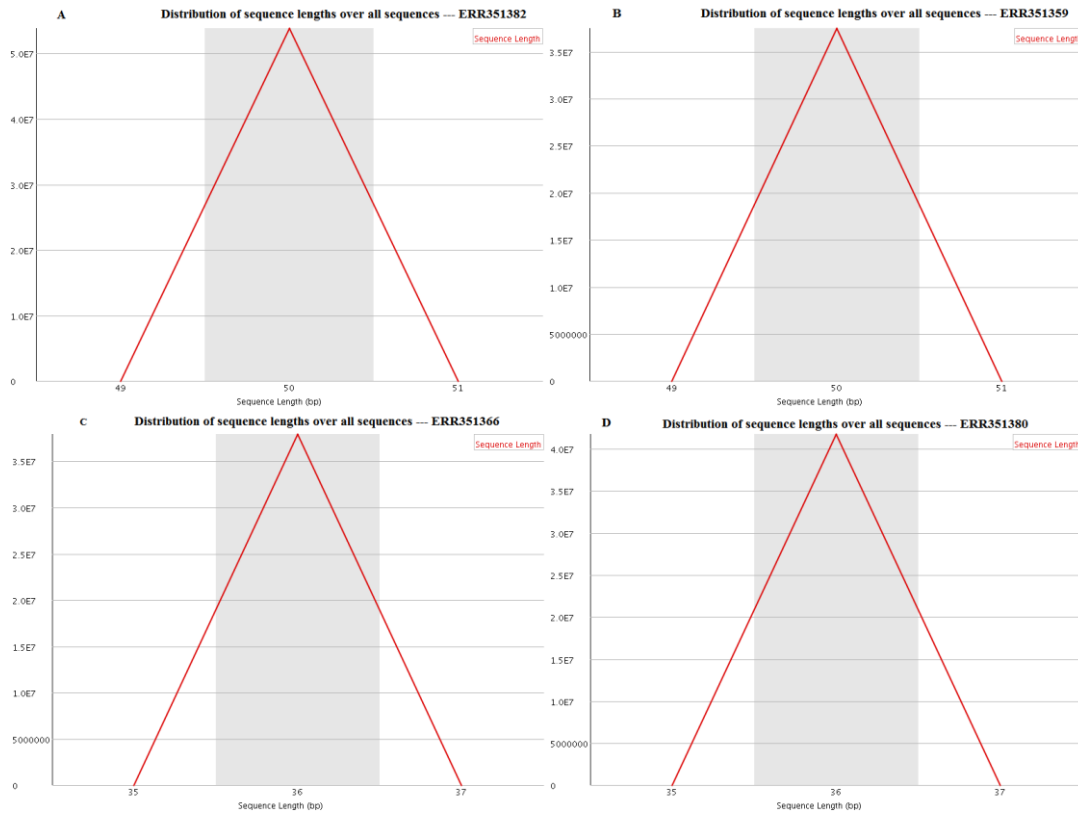 A Distribution of sequence lengths over all sequences --- ERR351382
Sequence Length
5.0E7
4.0E7
3.0E7
2.0E7
1.0E7
0
49 50 51
Sequence Length (bp)
B Distribution of sequence lengths over all sequences --- ERR351359
Sequence Length
3.5E7
3.0E7
2.5E7
2.0E7
1.5E7
1.0E7
5000000
0
49 50 51
Sequence Length (bp)
C Distribution of sequence lengths over all sequences --- ERR351366
Sequence Length
3.5E7
3.0E7
2.5E7
2.0E7
1.5E7
1.0E7
5000000
0
35 36 37
Sequence Length (bp)
D Distribution of sequence lengths over all sequences --- ERR351380
Sequence Length
4.0E7
3.5E7
3.0E7
2.5E7
2.0E7
1.5E7
1.0E7
5000000
0
35 36 37
Sequence Length (bp)